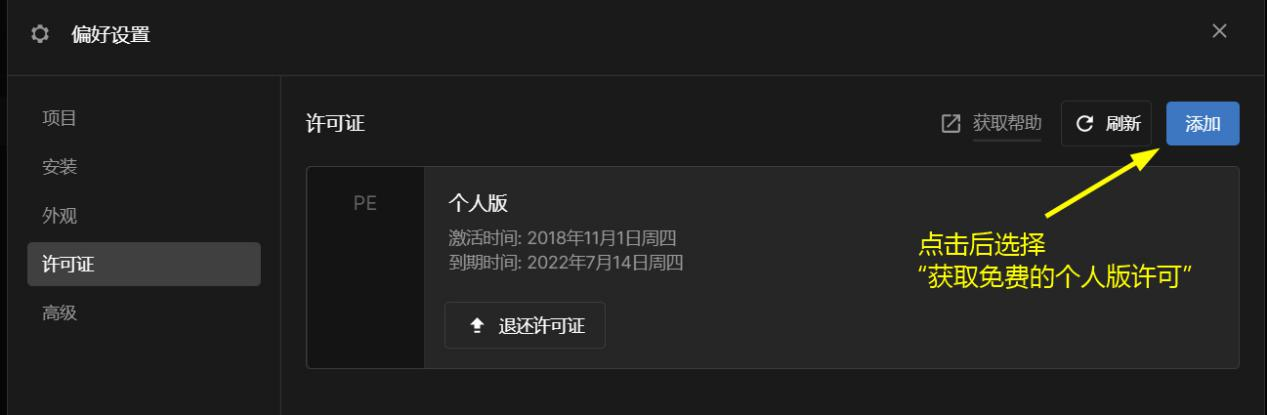 偏好设置
项目
安装
外观
许可证
高级
许可证
获取帮助
刷新
添加
PE
个人版
激活时间: 2018年11月1日周四
到期时间: 2022年7月14日周四
退还许可证
点击后选择
“获取免费的个人版许可”